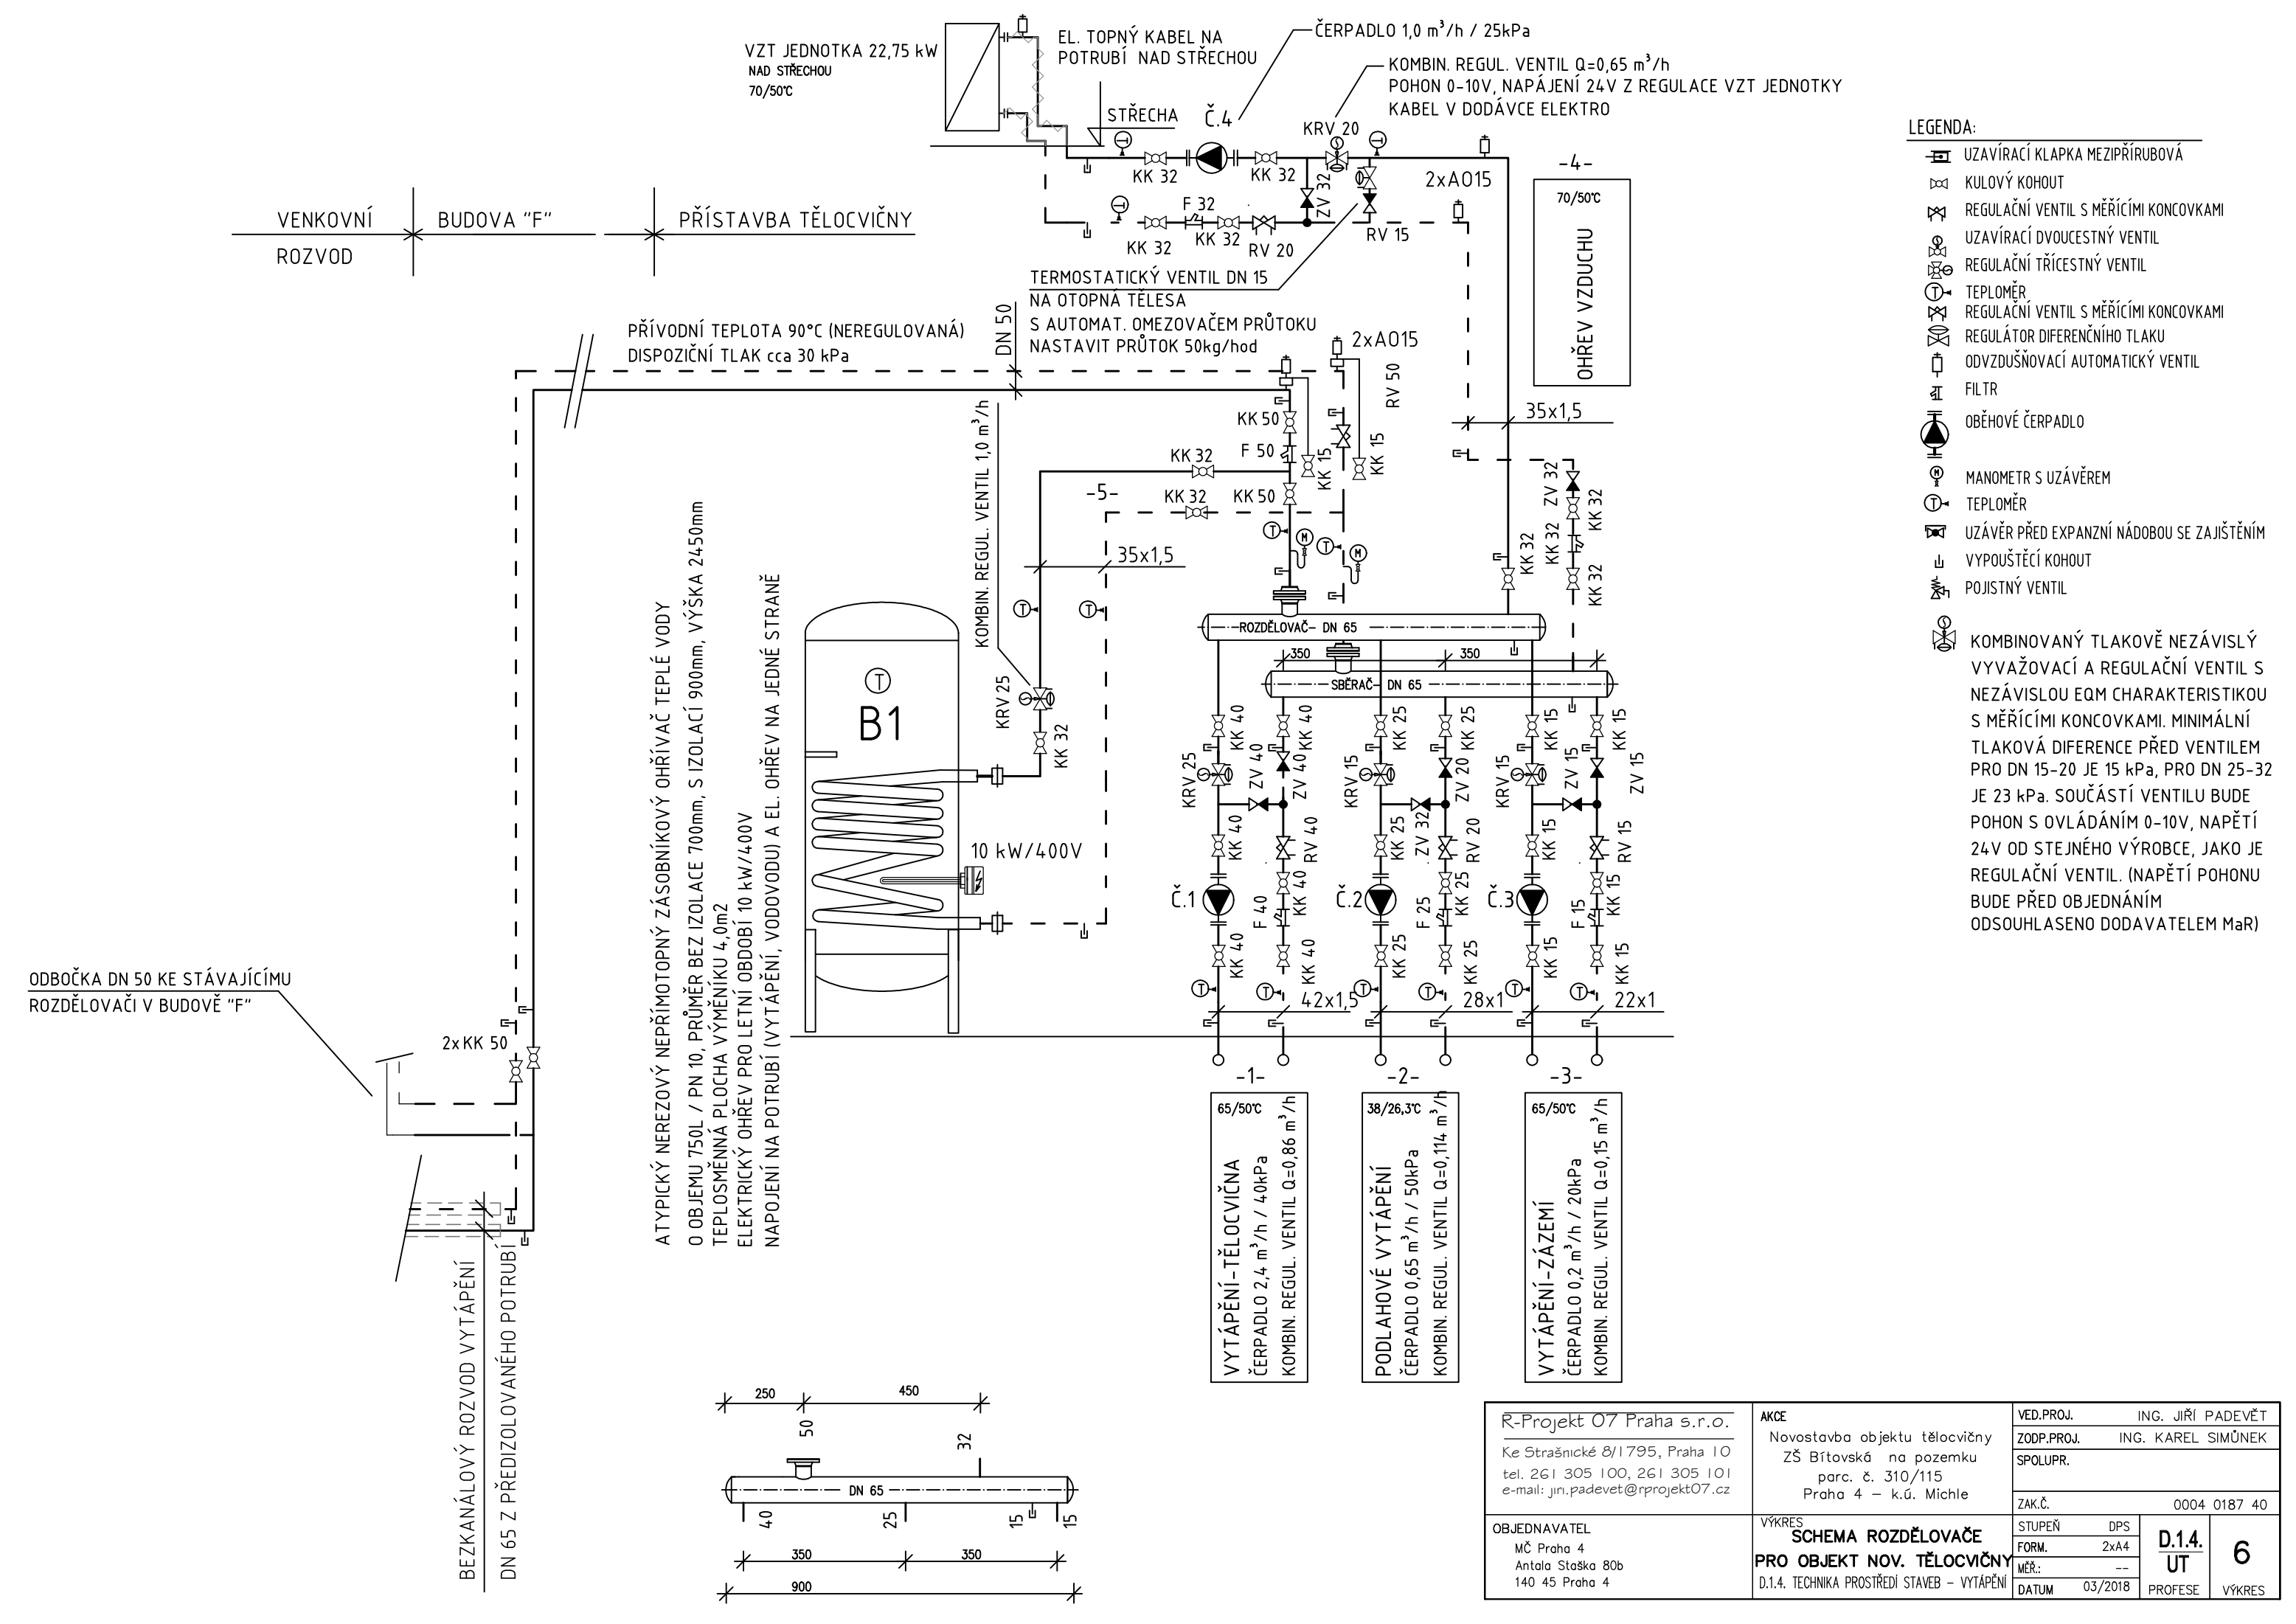 VZT JEDNOTKA 22,75 kW
NAD STŘECHOU
70/50°C
EL. TOPNÝ KABEL NA
POTRUBÍ NAD STŘECHOU
STŘECHA
ČERPADLO 1,0 m³/h / 25kPa
KOMBIN. REGUL. VENTIL Q=0,65 m³/h
POHON 0-10V, NAPÁJENÍ 24V Z REGULACE VZT JEDNOTKY
KABEL V DODÁVCE ELEKTRO
Č.4
KRV 20
T
T
KK 32
KK 32
2xAO15
ZV 32
T
F 32
KK 32
KK 32
RV 20
RV 15
-4-
70/50°C
OHŘEV VZDUCHU
VENKOVNÍ
ROZVOD
BUDOVA "F"
PŘÍSTAVBA TĚLOCVIČNY
TERMOSTATICKÝ VENTIL DN 15
NA OTOPNÁ TĚLESA
S AUTOMAT. OMEZOVAČEM PRŮTOKU
NASTAVIT PRŮTOK 50kg/hod
PŘÍVODNÍ TEPLOTA 90°C (NEREGULOVANÁ)
DISPOZIČNÍ TLAK cca 30 kPa
DN 50
2xAO15
RV 50
KK 50
F 50
KK 15
KK 15
KK 32
-5-
KK 32
KK 50
35x1,5
35x1,5
KOMBIN. REGUL. VENTIL 1,0 m³/h
T
M
T
M
ZV 32
KK 32
KK 32
KK 32
KK 32
ROZDĚLOVAČ- DN 65
350
350
SBĚRAČ- DN 65
T
T
KRV 25
KK 32
T
B1
10 kW/400V
ATYPICKÝ NEREZOVÝ NEPŘÍMOTOPNÝ ZÁSOBNÍKOVÝ OHŘÍVAČ TEPLÉ VODY
O OBJEMU 750L / PN 10, PRŮMĚR BEZ IZOLACE 700mm, S IZOLACÍ 900mm, VÝŠKA 2450mm
TEPLOSMĚNNÁ PLOCHA VÝMĚNÍKU 4,0m2
ELEKTRICKÝ OHŘEV PRO LETNÍ OBDOBÍ 10 kW/400V
NAPOJENÍ NA POTRUBÍ (VYTÁPĚNÍ, VODOVODU) A EL. OHŘEV NA JEDNÉ STRANĚ
KK 40
KK 40
KRV 25
ZV 40
ZV 40
KK 40
RV 40
Č.1
F 40
KK 40
KK 40
KK 40
T
T
42x1,5
KK 25
KK 25
KRV 15
ZV 20
KK 25
ZV 32
RV 20
Č.2
F 25
KK 25
KK 25
KK 25
T
T
28x1
KK 15
KK 15
KRV 15
ZV 15
ZV 15
KK 15
RV 15
Č.3
F 15
KK 15
KK 15
KK 15
T
T
22x1
-1-
65/50°C
VYTÁPĚNÍ-TĚLOCVIČNA
ČERPADLO 2,4 m³/h / 40kPa
KOMBIN. REGUL. VENTIL Q=0,86 m³/h
-2-
38/26,3°C
PODLAHOVÉ VYTÁPĚNÍ
ČERPADLO 0,65 m³/h / 50kPa
KOMBIN. REGUL. VENTIL Q=0,114 m³/h
-3-
65/50°C
VYTÁPĚNÍ-ZÁZEMÍ
ČERPADLO 0,2 m³/h / 20kPa
KOMBIN. REGUL. VENTIL Q=0,15 m³/h
ODBOČKA DN 50 KE STÁVAJÍCÍMU
ROZDĚLOVAČI V BUDOVĚ "F"
2xKK 50
BEZKANÁLOVÝ ROZVOD VYTÁPĚNÍ
DN 65 Z PŘEDIZOLOVANÉHO POTRUBÍ
250
450
50
32
DN 65
40
25
15
15
350
350
900
LEGENDA:
UZAVÍRACÍ KLAPKA MEZIPŘÍRUBOVÁ
KULOVÝ KOHOUT
REGULAČNÍ VENTIL S MĚŘÍCÍMI KONCOVKAMI
UZAVÍRACÍ DVOUCESTNÝ VENTIL
REGULAČNÍ TŘÍCESTNÝ VENTIL
T TEPLOMĚR
REGULAČNÍ VENTIL S MĚŘÍCÍMI KONCOVKAMI
REGULÁTOR DIFERENČNÍHO TLAKU
ODVZDUŠŇOVACÍ AUTOMATICKÝ VENTIL
FILTR
OBĚHOVÉ ČERPADLO
M MANOMETR S UZÁVĚREM
T TEPLOMĚR
UZÁVĚR PŘED EXPANZNÍ NÁDOBOU SE ZAJIŠTĚNÍM
VYPOUŠTĚCÍ KOHOUT
POJISTNÝ VENTIL
KOMBINOVANÝ TLAKOVĚ NEZÁVISLÝ
VYVAŽOVACÍ A REGULAČNÍ VENTIL S
NEZÁVISLOU EQM CHARAKTERISTIKOU
S MĚŘÍCÍMI KONCOVKAMI. MINIMÁLNÍ
TLAKOVÁ DIFERENCE PŘED VENTILEM
PRO DN 15-20 JE 15 kPa, PRO DN 25-32
JE 23 kPa. SOUČÁSTÍ VENTILU BUDE
POHON S OVLÁDÁNÍM 0-10V, NAPĚTÍ
24V OD STEJNÉHO VÝROBCE, JAKO JE
REGULAČNÍ VENTIL. (NAPĚTÍ POHONU
BUDE PŘED OBJEDNÁNÍM
ODSOUHLASENO DODAVATELEM MaR)
R-Projekt 07 Praha s.r.o.
Ke Strašnické 8/1795, Praha 10
tel. 261 305 100, 261 305 101
e-mail: jiri.padevet@rprojekt07.cz
OBJEDNAVATEL
MČ Praha 4
Antala Staška 80b
140 45 Praha 4
AKCE
Novostavba objektu tělocvičny
ZŠ Bítovská na pozemku
parc. č. 310/115
Praha 4 – k.ú. Michle
VÝKRES
SCHEMA ROZDĚLOVAČE
PRO OBJEKT NOV. TĚLOCVIČNY
D.1.4. TECHNIKA PROSTŘEDÍ STAVEB – VYTÁPĚNÍ
VED.PROJ. ING. JIŘÍ PADEVĚT
ZODP.PROJ. ING. KAREL SIMŮNEK
SPOLUPR.
ZAK.Č. 0004 0187 40
STUPEŇ DPS
FORM. 2xA4
MĚŘ.: --
DATUM 03/2018
D.1.4.
UT
PROFESE
6
VÝKRES